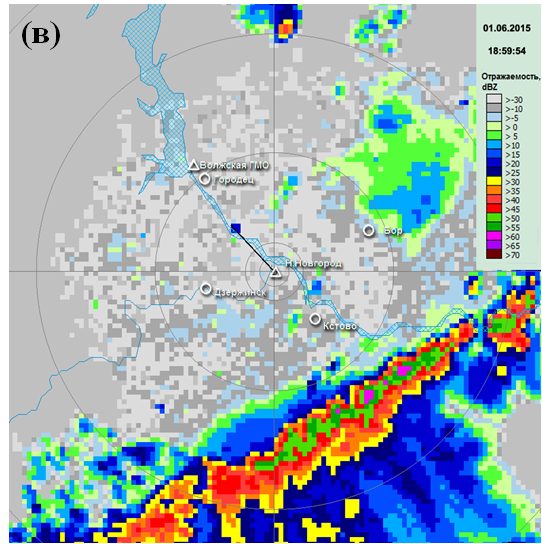 (в)
01.06.2015
18:59:54
Отражаемость,
dBZ
>-30
>-10
>-5
>0
>5
>10
>15
>20
>25
>30
>35
>40
>45
>50
>55
>60
>65
>70
Волжская ГМО
Городец
Бор
Н.Новгород
Дзержинск
Кстово